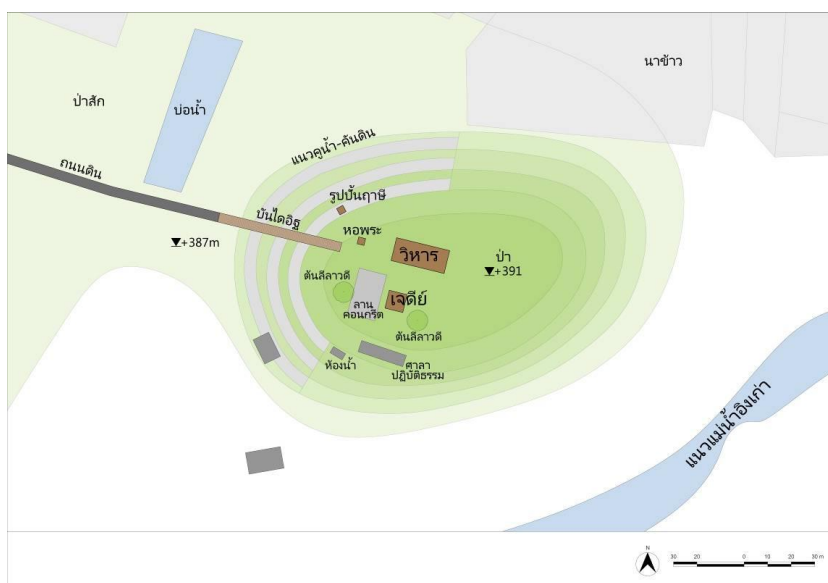 นาข้าว
ป่าสัก
บ่อน้ำ
แนวคูน้ำ-คันดิน
ถนนดิน
รูปปั้นฤาษี
บันไดอิฐ
หอพระ
+387m
วิหาร
ป่า
+391
ต้นลีลาวดี
เจดีย์
ลาน
คอนกรีต
ต้นลีลาวดี
ห้องน้ำ
ศาลา
ปฏิบัติธรรม
แนวแม่น้ำอิงเก่า
N
30 20 0 10 20 30 m